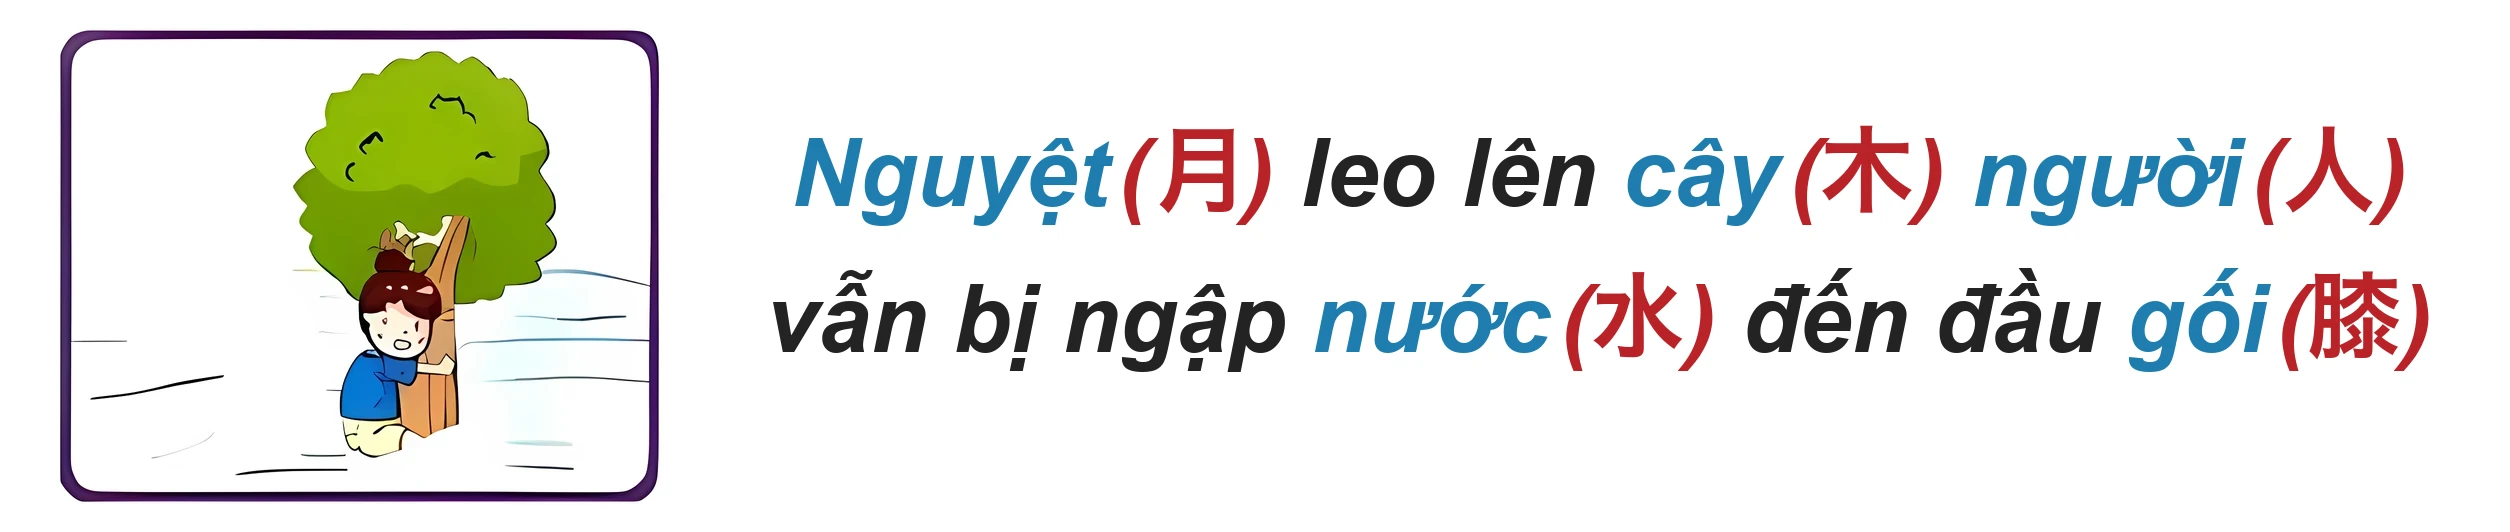 Nguyệt(月) leo lên cây(木) người(人)
vẫn bị ngập nước(水) đến đầu gối(膝)